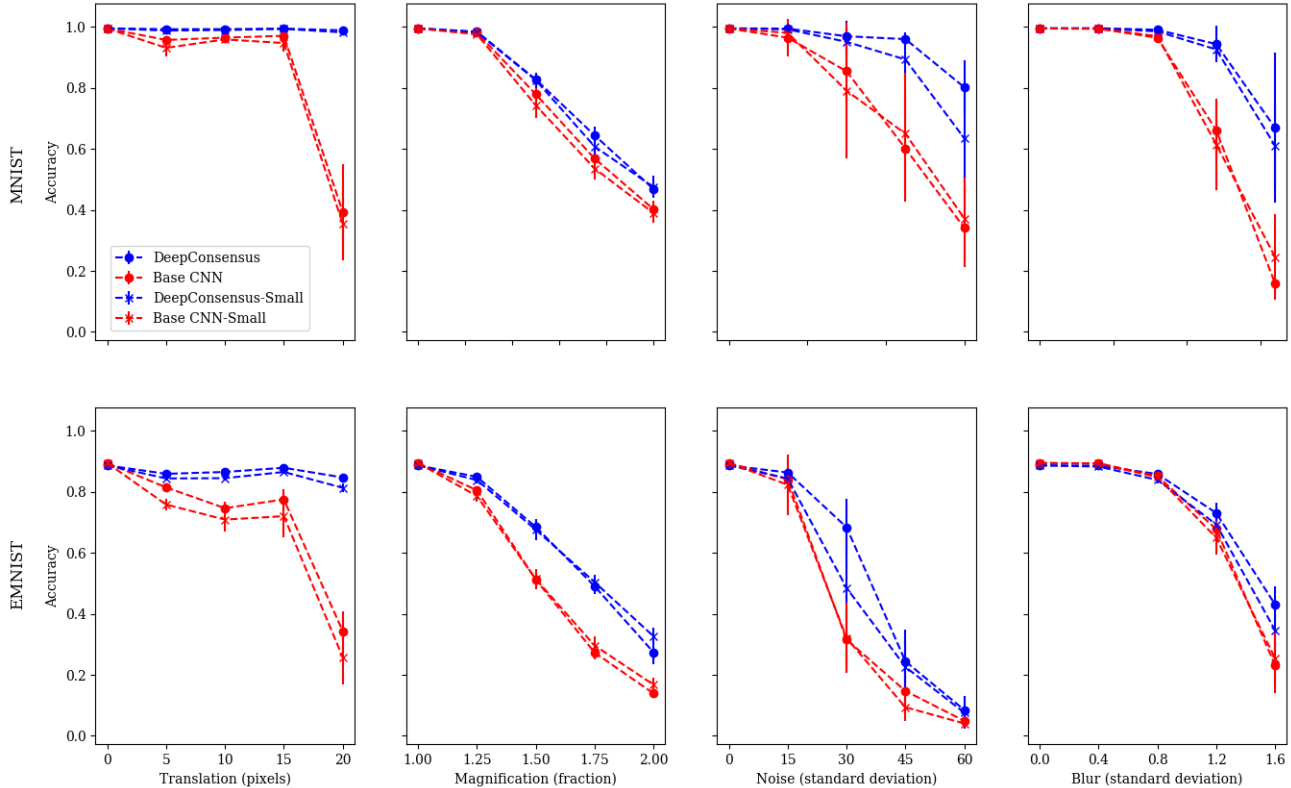 1.0
0.8
0.6
0.4
0.2
0.0
MNIST
Accuracy
DeepConsensus
Base CNN
DeepConsensus-Small
Base CNN-Small
1.0
0.8
0.6
0.4
0.2
0.0
EMNIST
Accuracy
0 5 10 15 20
Translation (pixels)
1.00 1.25 1.50 1.75 2.00
Magnification (fraction)
0 15 30 45 60
Noise (standard deviation)
0.0 0.4 0.8 1.2 1.6
Blur (standard deviation)